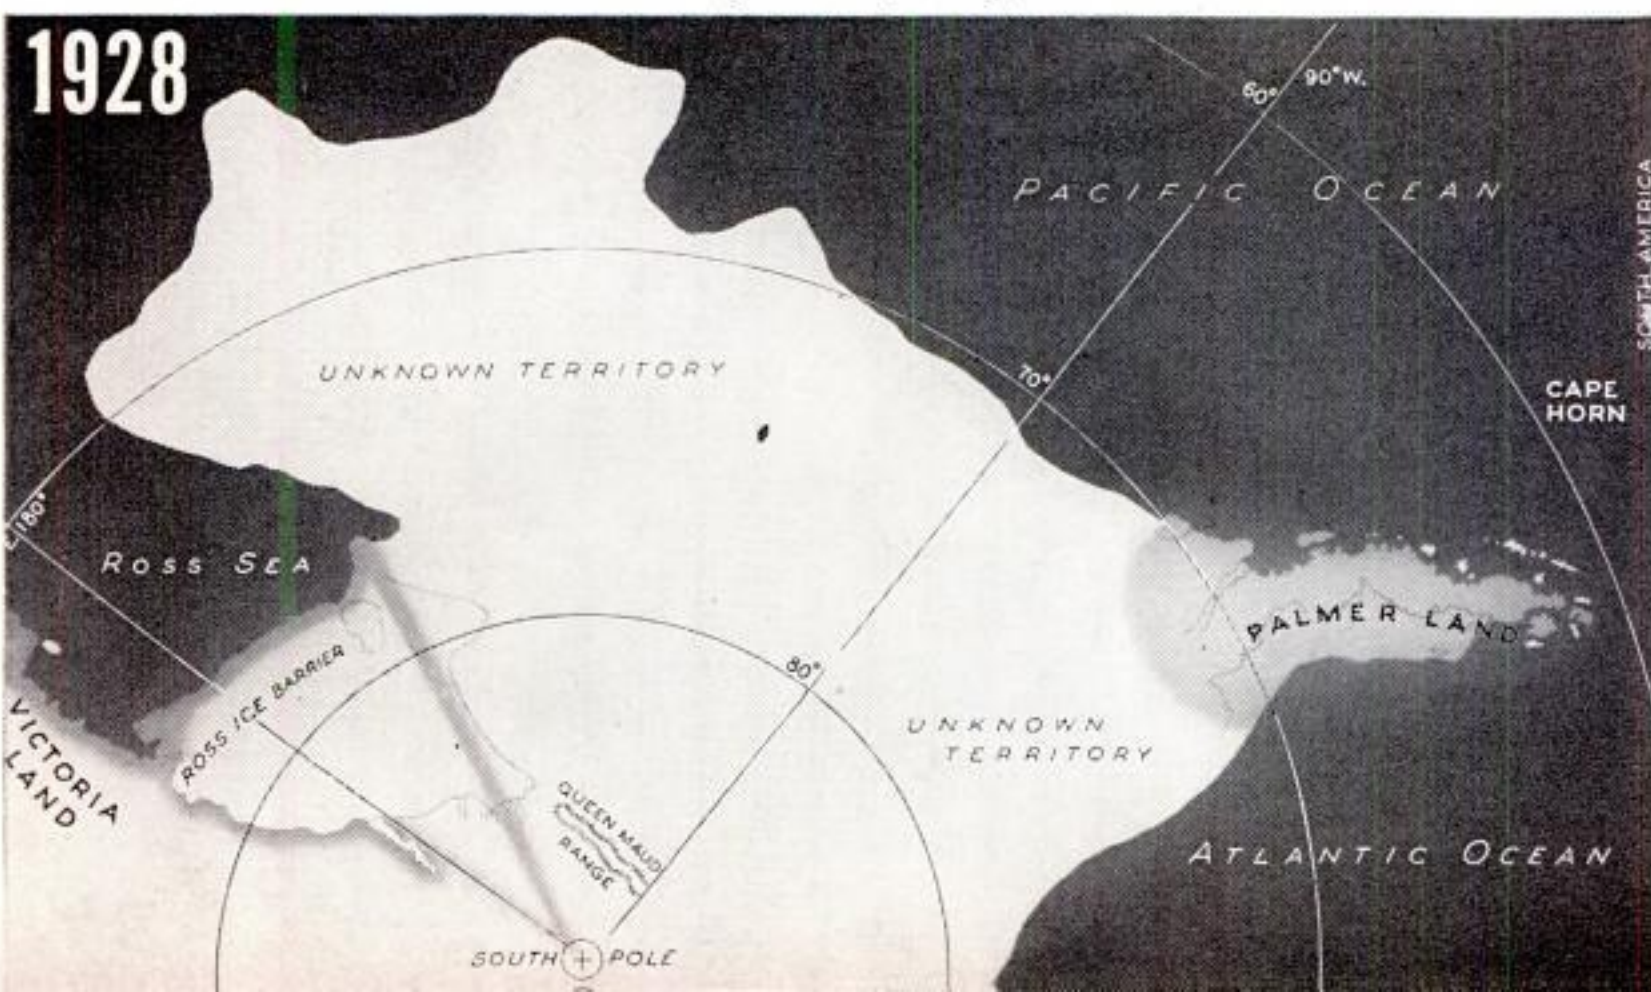 1928
60°
90°W.
PACIFIC OCEAN
SOUTH AMERICA
UNKNOWN TERRITORY
70°
CAPE
HORN
180°
ROSS SEA
PALMER LAND
ROSS ICE BARRIER
80°
VICTORIA
LAND
UNKNOWN
TERRITORY
QUEEN MAUD
RANGE
ATLANTIC OCEAN
SOUTH POLE